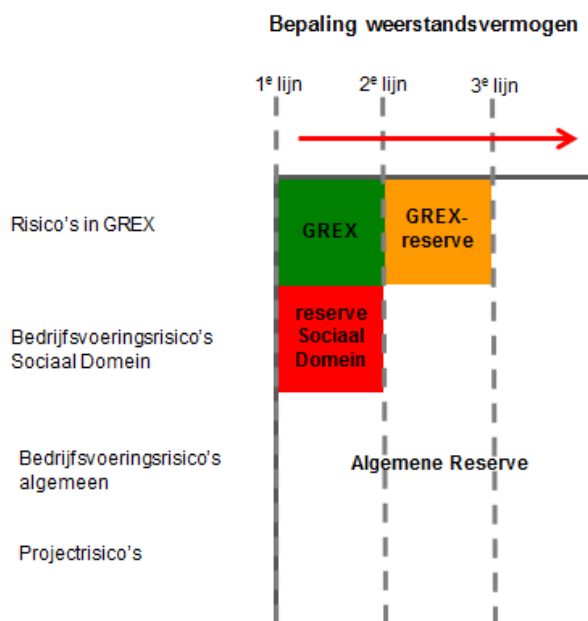 Bepaling weerstandsvermogen
1e lijn 2e lijn 3e lijn
Risico's in GREX
GREX
GREX-
reserve
Bedrijfsvoeringsrisico's
Sociaal Domein
reserve
Sociaal
Domein
Bedrijfsvoeringsrisico's
algemeen
Algemene Reserve
Projectrisico's